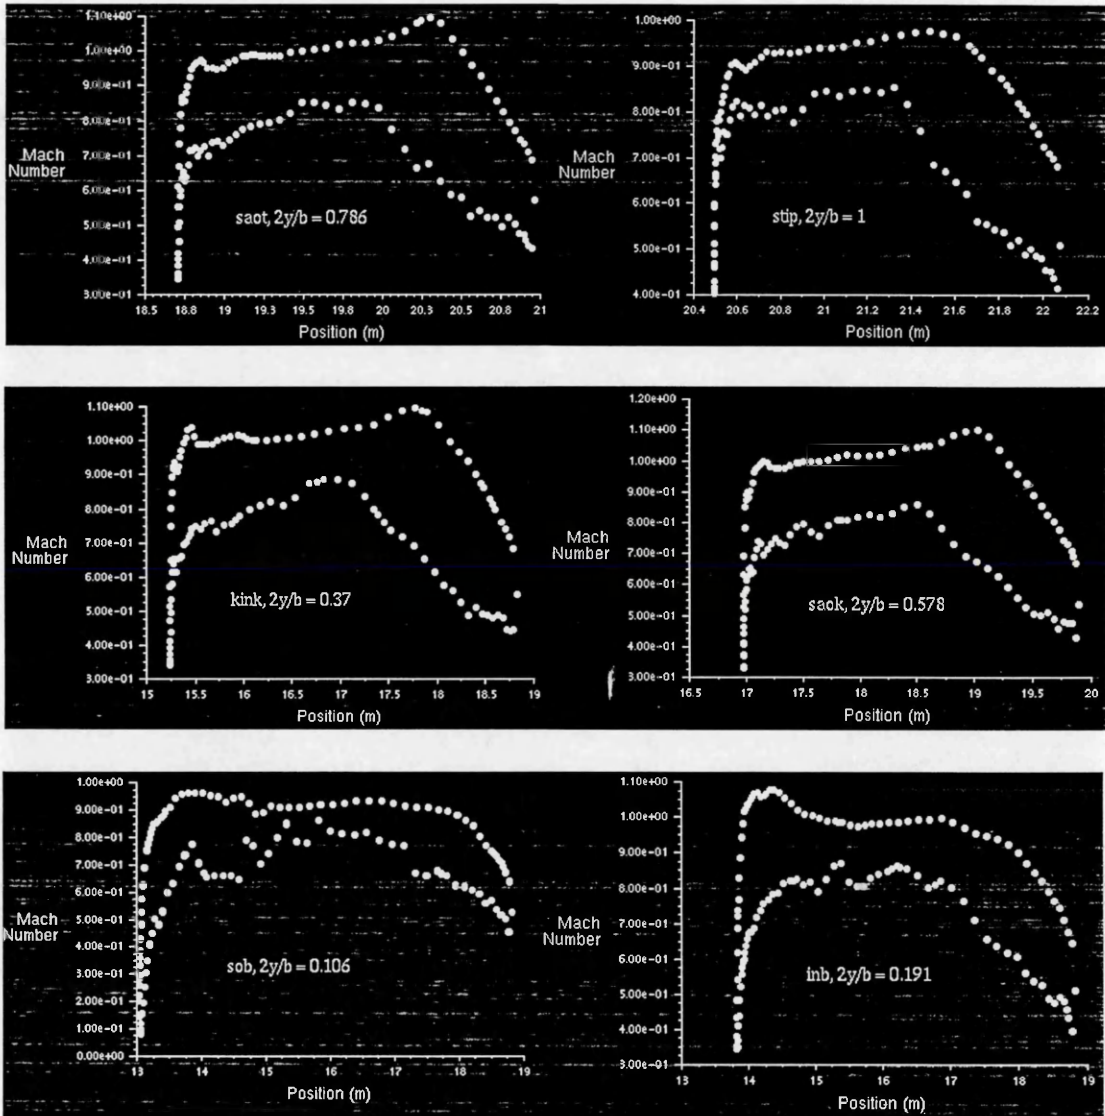 1.10e+00
1.00e+00
9.00e-01
8.00e-01
7.00e-01
6.00e-01
5.00e-01
4.00e-01
3.00e-01
Mach
Number
saot, 2y/b = 0.786
18.5 18.8 19 19.3 19.5 19.8 20 20.3 20.5 20.8 21
Position (m)
1.00e+00
9.00e-01
8.00e-01
7.00e-01
6.00e-01
5.00e-01
4.00e-01
Mach
Number
stip, 2y/b = 1
20.4 20.6 20.8 21 21.2 21.4 21.6 21.8 22 22.2
Position (m)
1.10e+00
1.00e+00
9.00e-01
8.00e-01
7.00e-01
6.00e-01
5.00e-01
4.00e-01
3.00e-01
Mach
Number
kink, 2y/b = 0.37
15 15.5 16 16.5 17 17.5 18 18.5 19
Position (m)
1.20e+00
1.10e+00
1.00e+00
9.00e-01
8.00e-01
7.00e-01
6.00e-01
5.00e-01
4.00e-01
3.00e-01
Mach
Number
saok, 2y/b = 0.578
16.5 17 17.5 18 18.5 19 19.5 20
Position (m)
1.00e+00
9.00e-01
8.00e-01
7.00e-01
6.00e-01
5.00e-01
4.00e-01
3.00e-01
2.00e-01
1.00e-01
0.00e+00
Mach
Number
sob, 2y/b = 0.106
13 14 15 16 17 18 19
Position (m)
1.10e+00
1.00e+00
9.00e-01
8.00e-01
7.00e-01
6.00e-01
5.00e-01
4.00e-01
3.00e-01
Mach
Number
inb, 2y/b = 0.191
13 14 15 16 17 18 19
Position (m)